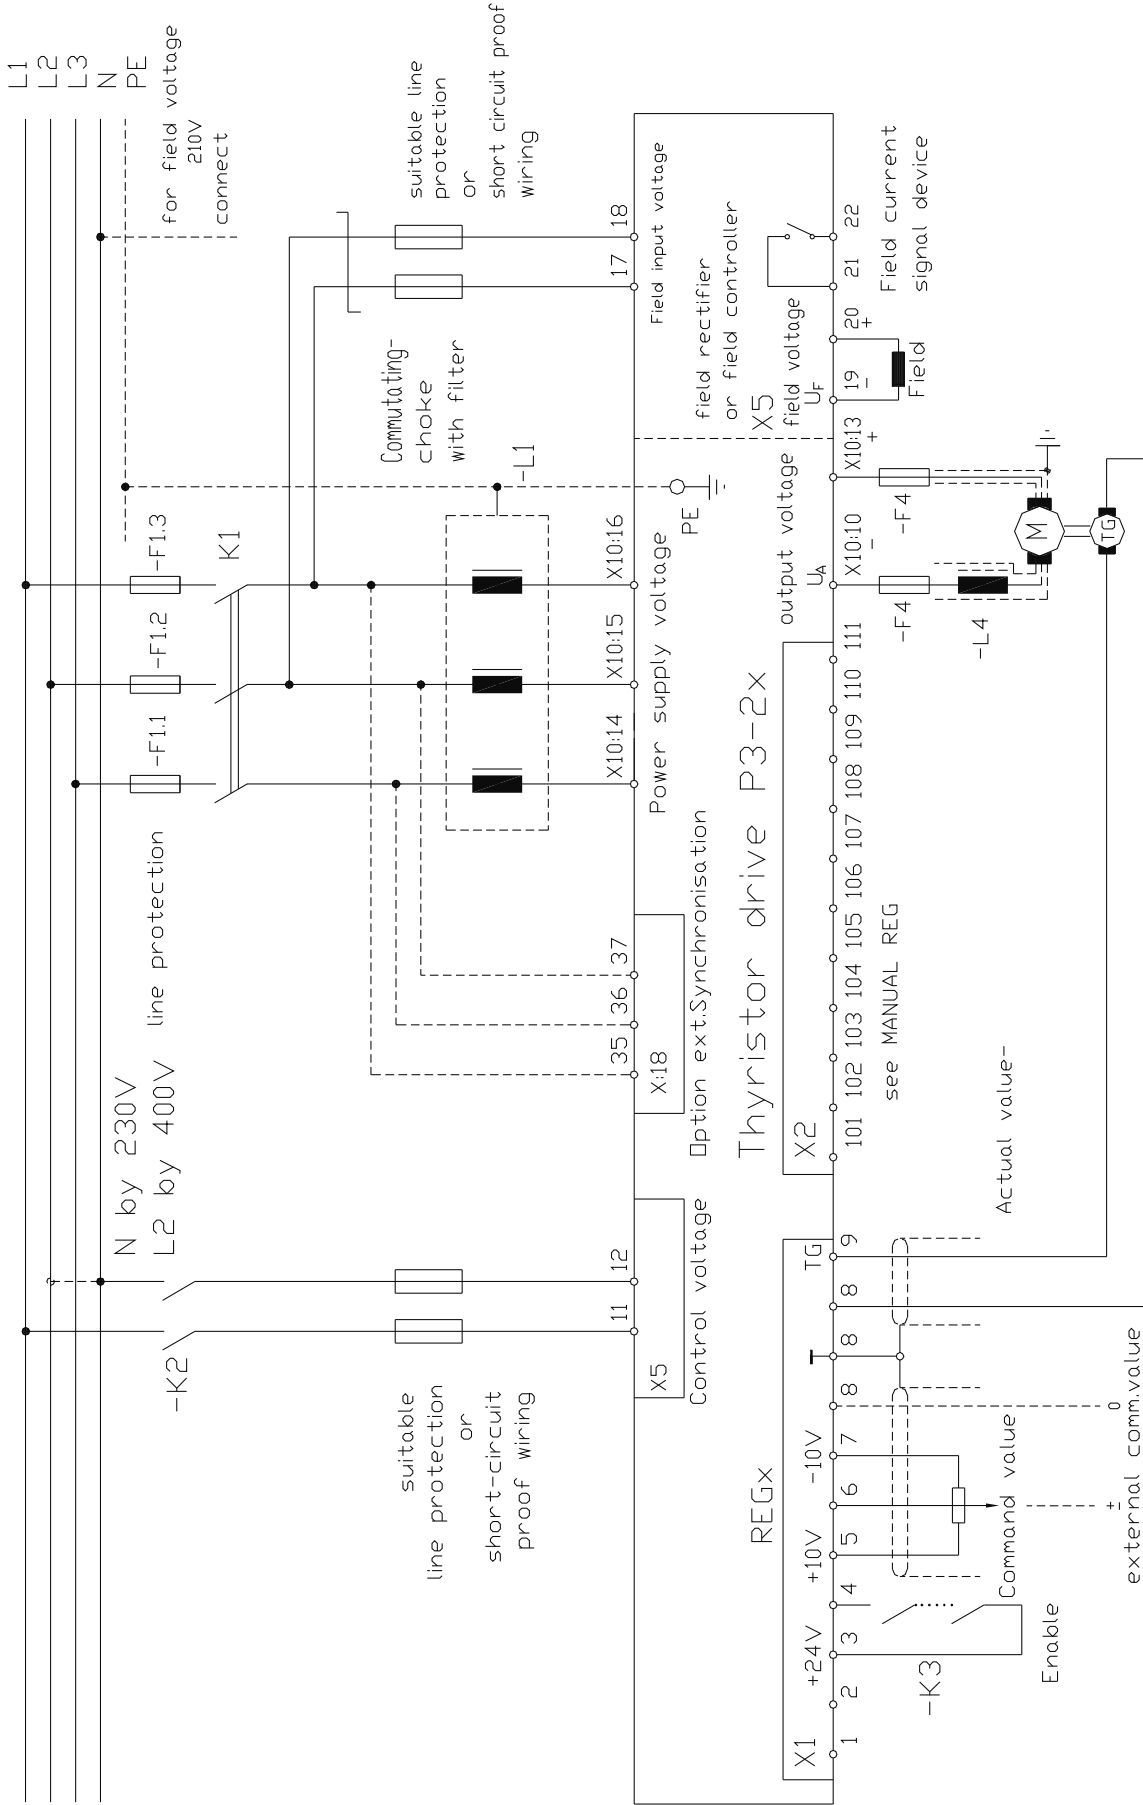 L1
L2
L3
N
PE
for field voltage
210V
connect
N by 230V
L2 by 400V
line protection
-F1.1
-F1.2
-F1.3
K1
-K2
suitable
line protection
or
short-circuit
proof wiring
Commutating-
choke
with filter
-L1
suitable line
protection
or
short circuit proof
wiring
11
12
X5
Control voltage
35
36
37
X:18
Option ext.Synchronisation
X10:14
X10:15
X10:16
Power supply voltage
PE
17
18
Field input voltage
field rectifier
or field controller
X5
field voltage
UF
Thyristor drive P3-2x
output voltage
UA
REGx
X1
+24V
+10V
-10V
TG
1
2
3
4
5
6
7
8
8
8
9
X2
101
102
103
104
105
106
107
108
109
110
111
see MANUAL REG
X10:10
-
X10:13
+
19
-
20
+
21
22
Field
Field current
signal device
-F4
-F4
-L4
M
TG
-K3
Enable
Command value
Actual value-
±
0
external comm.value